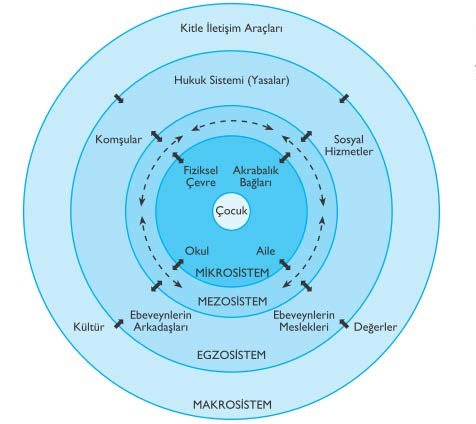 Kitle İletişim Araçları
Hukuk Sistemi (Yasalar)
Komşular
Sosyal
Hizmetler
Fiziksel
Çevre
Akrabalık
Bağları
Çocuk
Okul
Aile
MİKROSİSTEM
MEZOSİSTEM
Kültür
Ebeveynlerin
Arkadaşları
Ebeveynlerin
Meslekleri
Değerler
EGZOSİSTEM
MAKROSİSTEM